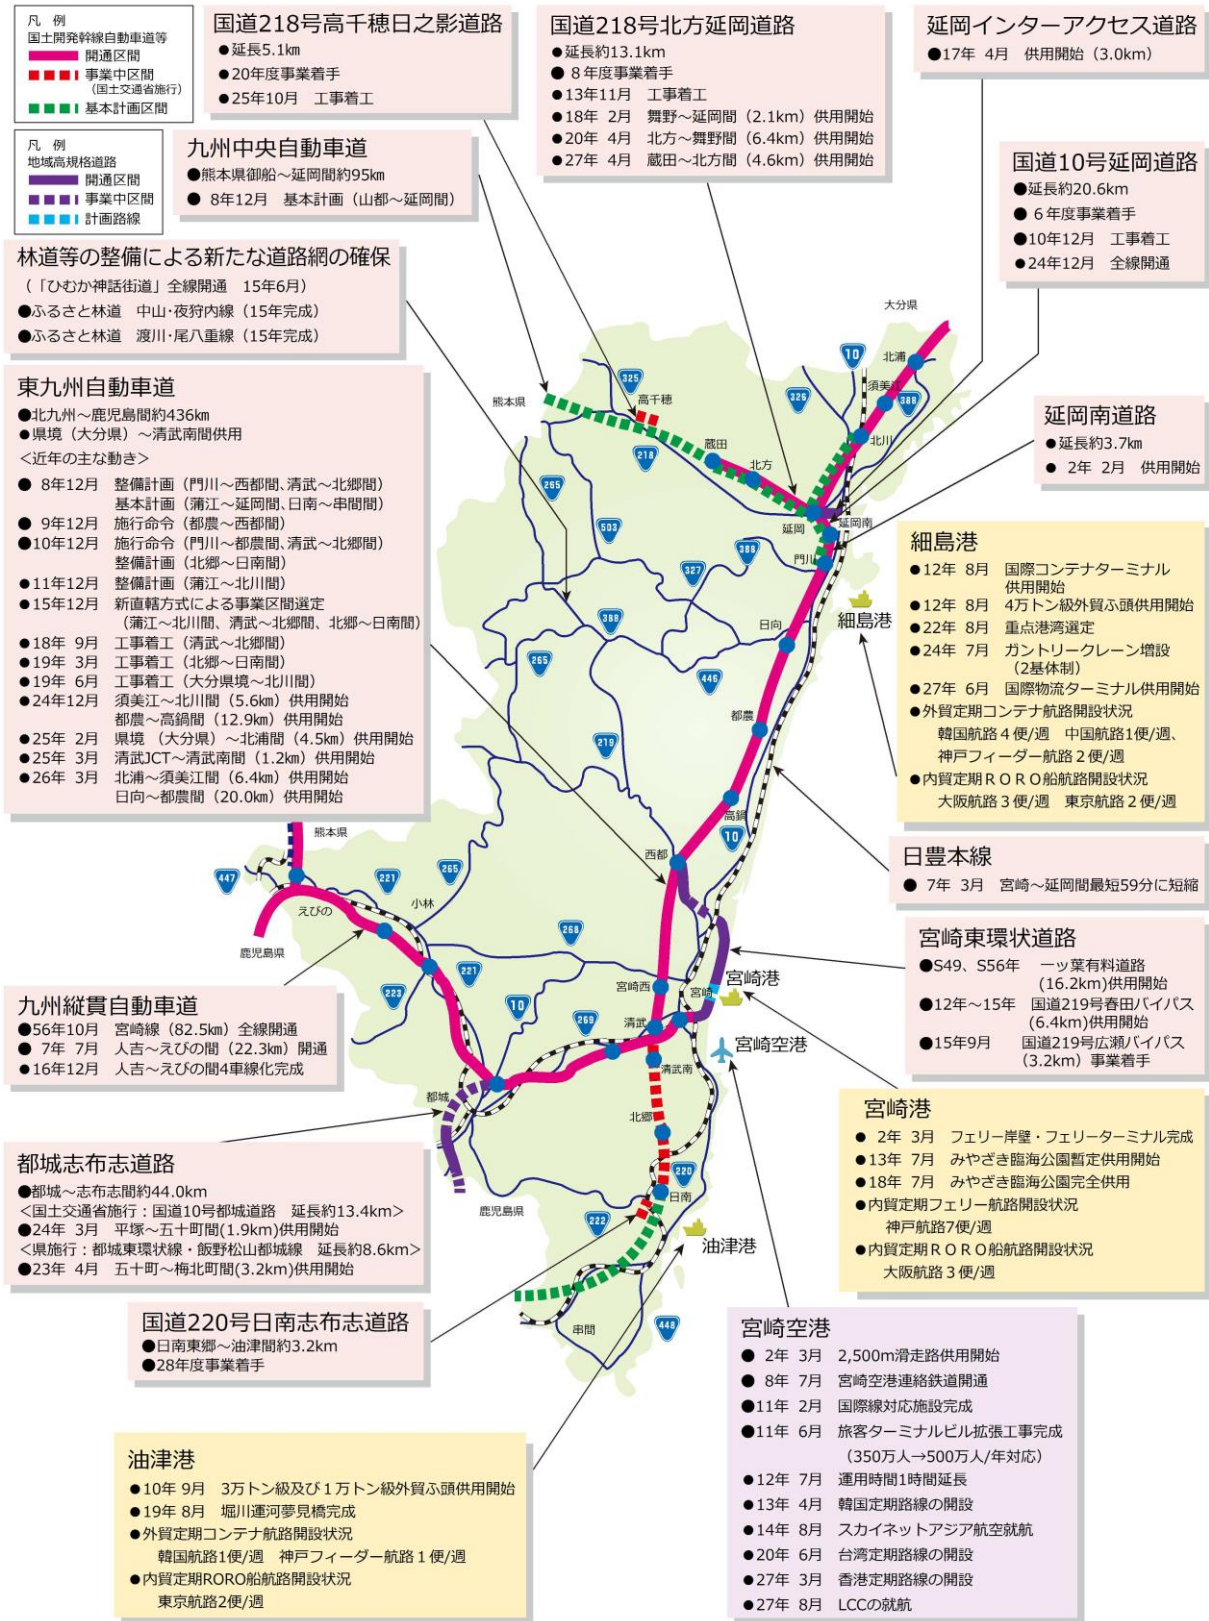 凡 例
国土開発幹線自動車道等
開通区間
事業中区間
(国土交通省施行)
基本計画区間
凡 例
地域高規格道路
開通区間
事業中区間
計画路線
国道218号高千穂日之影道路
●延長5.1km
●20年度事業着手
●25年10月 工事着工
国道218号北方延岡道路
●延長約13.1km
● 8年度事業着手
●13年11月 工事着工
●18年 2月 舞野～延岡間（2.1km）供用開始
●20年 4月 北方～舞野間（6.4km）供用開始
●27年 4月 蔵田～北方間（4.6km）供用開始
延岡インターアクセス道路
●17年 4月 供用開始（3.0km）
九州中央自動車道
●熊本県御船～延岡間約95km
● 8年12月 基本計画（山都～延岡間）
国道10号延岡道路
●延長約20.6km
● 6年度事業着手
●10年12月 工事着工
●24年12月 全線開通
林道等の整備による新たな道路網の確保
（「ひむか神話街道」全線開通 15年6月）
●ふるさと林道 中山･夜狩内線（15年完成）
●ふるさと林道 渡川･尾八重線（15年完成）
東九州自動車道
●北九州～鹿児島間約436km
●県境（大分県）～清武南間供用
＜近年の主な動き＞
● 8年12月 整備計画（門川～西都間、清武～北郷間）
基本計画（蒲江～延岡間、日南～串間間）
● 9年12月 施行命令（都農～西都間）
●10年12月 施行命令（門川～都農間、清武～北郷間）
整備計画（北郷～日南間）
●11年12月 整備計画（蒲江～北川間）
●15年12月 新直轄方式による事業区間選定
（蒲江～北川間、清武～北郷間、北郷～日南間）
●18年 9月 工事着工（清武～北郷間）
●19年 3月 工事着工（北郷～日南間）
●19年 6月 工事着工（大分県境～北川間）
●24年12月 須美江～北川間（5.6km）供用開始
都農～高鍋間（12.9km）供用開始
●25年 2月 県境 （大分県）～北浦間（4.5km）供用開始
●25年 3月 清武JCT～清武南間（1.2km）供用開始
●26年 3月 北浦～須美江間（6.4km）供用開始
日向～都農間（20.0km）供用開始
延岡南道路
●延長約3.7km
● 2年 2月 供用開始
細島港
●12年 8月 国際コンテナターミナル
供用開始
●12年 8月 4万トン級外貿ふ頭供用開始
●22年 8月 重点港湾選定
●24年 7月 ガントリークレーン増設
（2基体制）
●27年 6月 国際物流ターミナル供用開始
●外貿定期コンテナ航路開設状況
韓国航路４便/週 中国航路1便/週、
神戸フィーダー航路２便/週
●内貿定期ＲＯＲＯ船航路開設状況
大阪航路３便/週 東京航路２便/週
日豊本線
● 7年 3月 宮崎～延岡間最短59分に短縮
宮崎東環状道路
●S49、S56年 一ッ葉有料道路
(16.2km)供用開始
●12年～15年 国道219号春田バイパス
(6.4km)供用開始
●15年9月 国道219号広瀬バイパス
(3.2km）事業着手
九州縦貫自動車道
●56年10月 宮崎線（82.5km）全線開通
● 7年 7月 人吉～えびの間（22.3km）開通
●16年12月 人吉～えびの間4車線化完成
宮崎港
● 2年 3月 フェリー岸壁・フェリーターミナル完成
●13年 7月 みやざき臨海公園暫定供用開始
●18年 7月 みやざき臨海公園完全供用
●内貿定期フェリー航路開設状況
神戸航路7便/週
●内貿定期ＲＯＲＯ船航路開設状況
大阪航路３便/週
都城志布志道路
●都城～志布志間約44.0km
＜国土交通省施行：国道10号都城道路 延長約13.4km＞
●24年 3月 平塚～五十町間(1.9km)供用開始
＜県施行：都城東環状線・飯野松山都城線 延長約8.6km＞
●23年 4月 五十町～梅北町間(3.2km)供用開始
国道220号日南志布志道路
●日南東郷～油津間約3.2km
●28年度事業着手
宮崎空港
● 2年 3月 2,500m滑走路供用開始
● 8年 7月 宮崎空港連絡鉄道開通
●11年 2月 国際線対応施設完成
●11年 6月 旅客ターミナルビル拡張工事完成
（350万人→500万人/年対応）
●12年 7月 運用時間1時間延長
●13年 4月 韓国定期路線の開設
●14年 8月 スカイネットアジア航空就航
●20年 6月 台湾定期路線の開設
●27年 3月 香港定期路線の開設
●27年 8月 LCCの就航
油津港
●10年 9月 3万トン級及び１万トン級外貿ふ頭供用開始
●19年 8月 堀川運河夢見橋完成
●外貿定期コンテナ航路開設状況
韓国航路1便/週 神戸フィーダー航路１便/週
●内貿定期RORO船航路開設状況
東京航路2便/週
大分県
10
北浦
須美江
325
326
388
熊本県
高千穂
北川
蔵田
218
北方
265
延岡
延岡南
503
388
門川
327
細島港
388
日向
265
446
都農
219
高鍋
熊本県
10
西都
447
221
265
えびの
小林
268
鹿児島県
221
223
宮崎西
宮崎
宮崎港
10
269
清武
宮崎空港
清武南
都城
北郷
220
鹿児島県
日南
222
油津港
串間
448